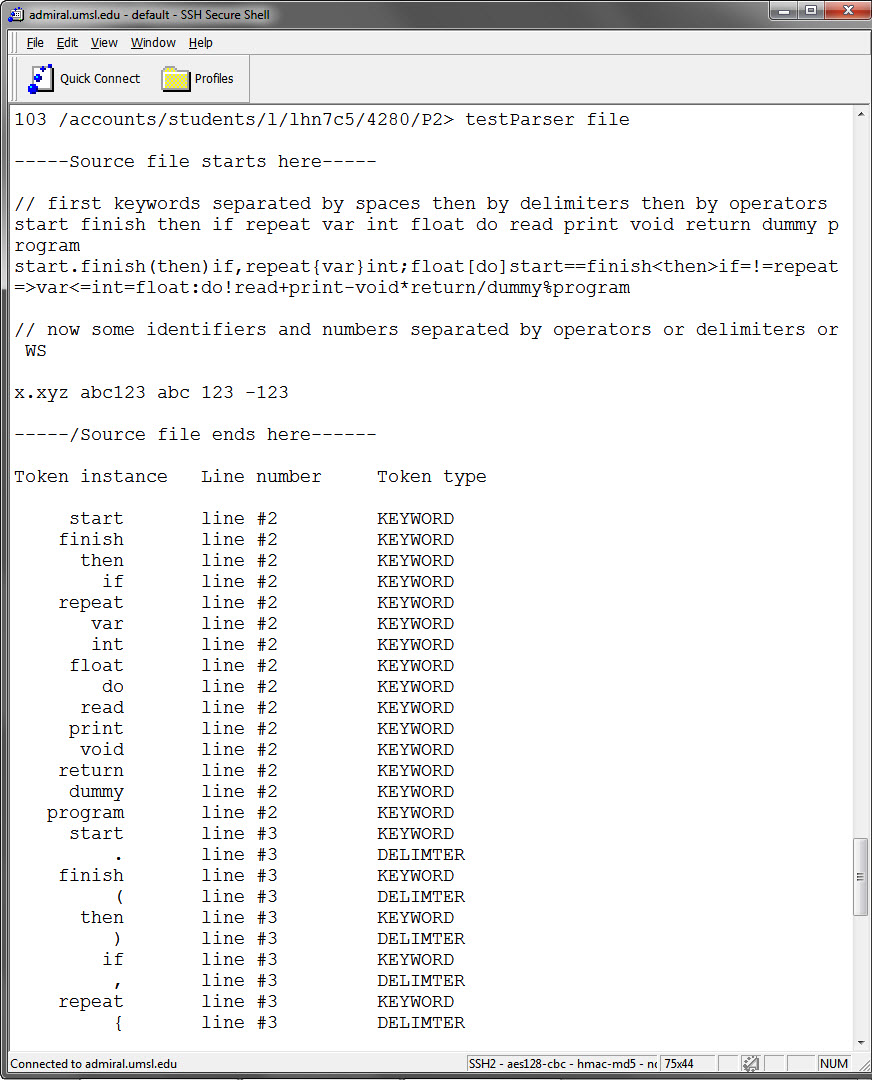 admiral.umsl.edu - default - SSH Secure Shell
File Edit View Window Help
Quick Connect Profiles
103 /accounts/students/l/lhn7c5/4280/P2> testParser file
-----Source file starts here-----
// first keywords separated by spaces then by delimiters then by operators
start finish then if repeat var int float do read print void return dummy p
rogram
start.finish(then)if,repeat{var}int;float[do]start==finish<then>if=!=repeat
=>var<=int=float:do!read+print-void*return/dummy%program
// now some identifiers and numbers separated by operators or delimiters or
 WS
x.xyz abc123 abc 123 -123
-----/Source file ends here------
Token instance Line number Token type
start line #2 KEYWORD
finish line #2 KEYWORD
then line #2 KEYWORD
if line #2 KEYWORD
repeat line #2 KEYWORD
var line #2 KEYWORD
int line #2 KEYWORD
float line #2 KEYWORD
do line #2 KEYWORD
read line #2 KEYWORD
print line #2 KEYWORD
void line #2 KEYWORD
return line #2 KEYWORD
dummy line #2 KEYWORD
program line #2 KEYWORD
start line #3 KEYWORD
. line #3 DELIMTER
finish line #3 KEYWORD
( line #3 DELIMTER
then line #3 KEYWORD
) line #3 DELIMTER
if line #3 KEYWORD
, line #3 DELIMTER
repeat line #3 KEYWORD
{ line #3 DELIMTER
Connected to admiral.umsl.edu SSH2 - aes128-cbc - hmac-md5 - 75x44 NUM